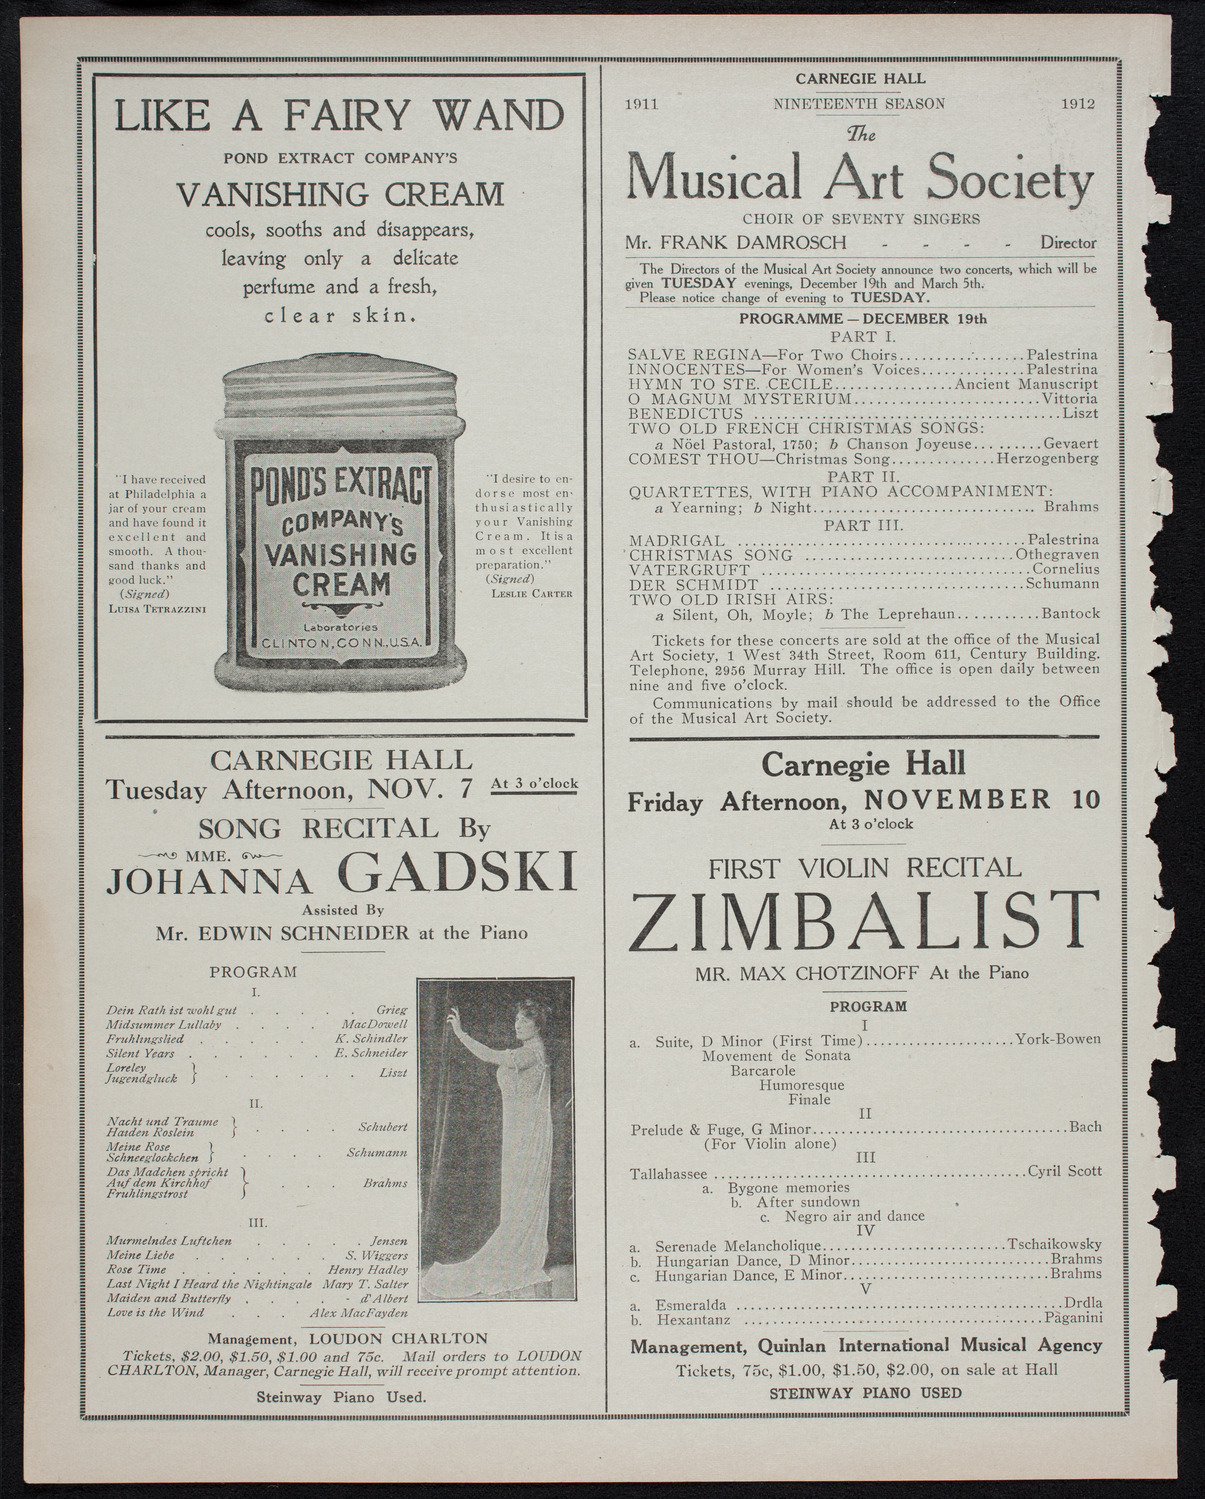 LIKE A FAIRY WAND
POND EXTRACT COMPANY'S
VANISHING CREAM
cools, sooths and disappears,
leaving only a delicate
perfume and a fresh,
clear skin.
"I have received
at Philadelphia a
jar of your cream
and have found it
excellent and
smooth. A thou-
sand thanks and
good luck."
(Signed)
LUISA TETRAZZINI
POND'S EXTRACT
COMPANY'S
VANISHING
CREAM
Laboratories
CLINTON, CONN., U.S.A.
"I desire to en-
dorse most en-
thusiastically
your Vanishing
Cream. It is a
most excellent
preparation."
(Signed)
LESLIE CARTER
CARNEGIE HALL
Tuesday Afternoon, NOV. 7 At 3 o'clock
SONG RECITAL By
MME.
JOHANNA GADSKI
Assisted By
Mr. EDWIN SCHNEIDER at the Piano
PROGRAM
I.
Dein Rath ist wohl gut . . . . . Grieg
Midsummer Lullaby . . . . MacDowell
Fruhlingslied . . . . . K. Schindler
Silent Years . . . . . . E. Schneider
Loreley
Jugendgluck } . . . . . . Liszt
II.
Nacht und Traume
Haiden Roslein } . . . . Schubert
Meine Rose
Schneeglockchen } . . . . . Schumann
Das Madchen spricht
Auf dem Kirchhof } . . . Brahms
Fruhlingstrost
III.
Murmelndes Luftchen . . . . . Jensen
Meine Liebe . . . . . S. Wiggers
Rose Time . . . . . . Henry Hadley
Last Night I Heard the Nightingale Mary T. Salter
Maiden and Butterfly . . . . . d'Albert
Love is the Wind . . . Alex MacFayden
Management, LOUDON CHARLTON
Tickets, $2.00, $1.50, $1.00 and 75c. Mail orders to LOUDON
CHARLTON, Manager, Carnegie Hall, will receive prompt attention.
Steinway Piano Used.
CARNEGIE HALL
1911 NINETEENTH SEASON 1912
The
Musical Art Society
CHOIR OF SEVENTY SINGERS
Mr. FRANK DAMROSCH - - - - Director
The Directors of the Musical Art Society announce two concerts, which will be
given TUESDAY evenings, December 19th and March 5th.
Please notice change of evening to TUESDAY.
PROGRAMME — DECEMBER 19th
PART I.
SALVE REGINA—For Two Choirs..................Palestrina
INNOCENTES—For Women's Voices..............Palestrina
HYMN TO STE. CECILE................Ancient Manuscript
O MAGNUM MYSTERIUM.........................Vittoria
BENEDICTUS ..........................................Liszt
TWO OLD FRENCH CHRISTMAS SONGS:
a Nöel Pastoral, 1750; b Chanson Joyeuse.........Gevaert
COMEST THOU—Christmas Song..............Herzogenberg
PART II.
QUARTETTES, WITH PIANO ACCOMPANIMENT:
a Yearning; b Night.............................. Brahms
PART III.
MADRIGAL .......................................Palestrina
CHRISTMAS SONG ............................Othegraven
VATERGRUFT ....................................Cornelius
DER SCHMIDT ..................................Schumann
TWO OLD IRISH AIRS:
a Silent, Oh, Moyle; b The Leprehaun...........Bantock
Tickets for these concerts are sold at the office of the Musical
Art Society, 1 West 34th Street, Room 611, Century Building.
Telephone, 2956 Murray Hill. The office is open daily between
nine and five o'clock.
Communications by mail should be addressed to the Office
of the Musical Art Society.
Carnegie Hall
Friday Afternoon, NOVEMBER 10
At 3 o'clock
FIRST VIOLIN RECITAL
ZIMBALIST
MR. MAX CHOTZINOFF At the Piano
PROGRAM
I
a. Suite, D Minor (First Time)....................York-Bowen
Movement de Sonata
Barcarole
Humoresque
Finale
II
Prelude & Fuge, G Minor...................................Bach
(For Violin alone)
III
Tallahassee ...........................................Cyril Scott
a. Bygone memories
b. After sundown
c. Negro air and dance
IV
a. Serenade Melancholique.........................Tschaikowsky
b. Hungarian Dance, D Minor...........................Brahms
c. Hungarian Dance, E Minor...........................Brahms
V
a. Esmeralda .............................................Drdla
b. Hexantanz ..........................................Paganini
Management, Quinlan International Musical Agency
Tickets, 75c, $1.00, $1.50, $2.00, on sale at Hall
STEINWAY PIANO USED